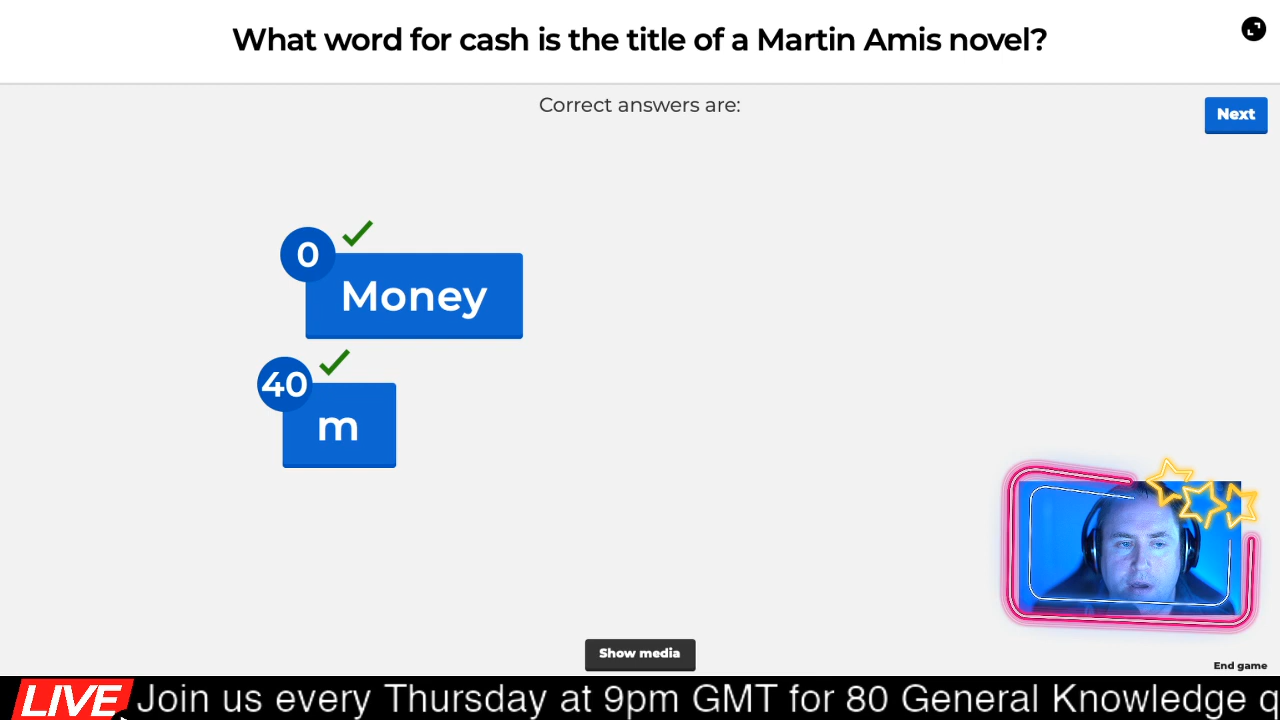 What word for cash is the title of a Martin Amis novel?
Correct answers are:
Next
0
Money
40
m
Show media
End game
LIVE Join us every Thursday at 9pm GMT for 80 General Knowledge q